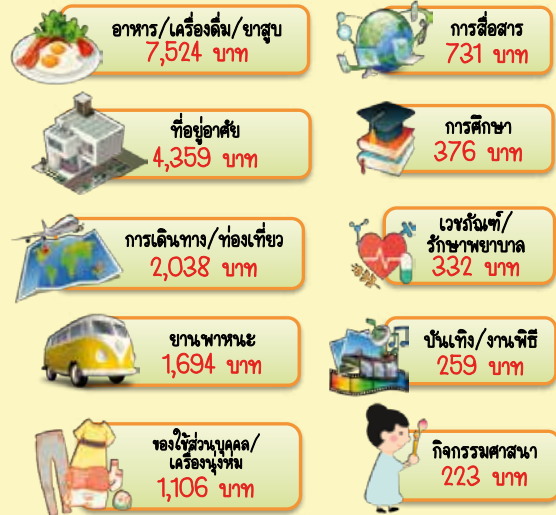 อาหาร/เครื่องดื่ม/ยาสูบ
7,524 บาท
ที่อยู่อาศัย
4,359 บาท
การเดินทาง/ท่องเที่ยว
2,038 บาท
ยานพาหนะ
1,694 บาท
ของใช้ส่วนบุคคล/
เครื่องนุ่งห่ม
1,106 บาท
การสื่อสาร
731 บาท
การศึกษา
376 บาท
เวชภัณฑ์/
รักษาพยาบาล
332 บาท
บันเทิง/งานพิธี
259 บาท
กิจกรรมศาสนา
223 บาท